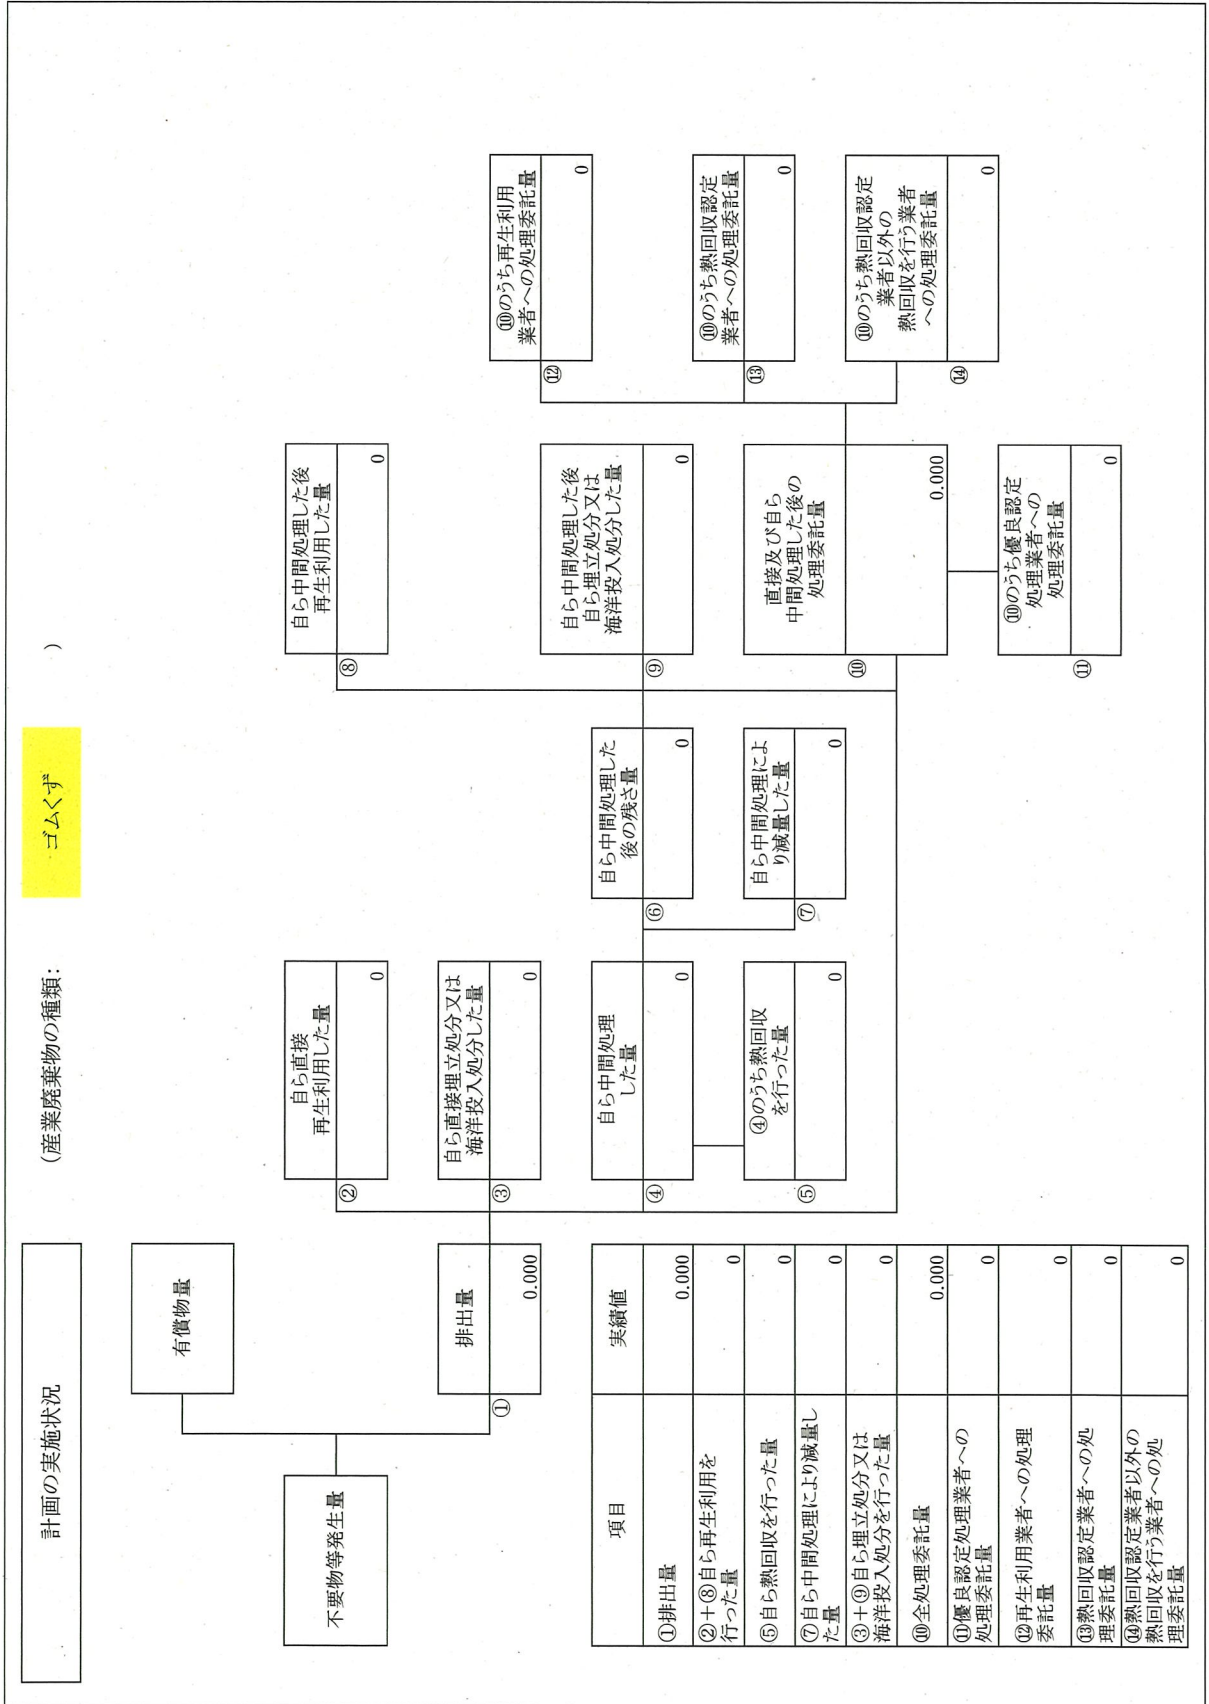 計画の実施状況
(産業廃棄物の種類: ゴムくず )
有償物量
不要物等発生量
排出量
① 0.000
自ら直接
再生利用した量
② 0
自ら直接埋立処分又は
海洋投入処分した量
③ 0
自ら中間処理
した量
④ 0
④のうち熱回収
を行った量
⑤ 0
自ら中間処理した
後の残さ量
⑥ 0
自ら中間処理によ
り減量した量
⑦ 0
自ら中間処理した後
再生利用した量
⑧ 0
自ら中間処理した後
自ら埋立処分又は
海洋投入処分した量
⑨ 0
直接及び自ら
中間処理した後の
処理委託量
⑩ 0.000
⑩のうち優良認定
処理業者への
処理委託量
⑪ 0
⑩のうち再生利用
業者への処理委託量
⑫ 0
⑩のうち熱回収認定
業者への処理委託量
⑬ 0
⑩のうち熱回収認定
業者以外の
熱回収を行う業者
への処理委託量
⑭ 0
項目 実績値
①排出量 0.000
②+⑧自ら再生利用を
行った量 0
⑤自ら熱回収を行った量 0
⑦自ら中間処理により減量し
た量 0
③+⑨自ら埋立処分又は
海洋投入処分を行った量 0
⑩全処理委託量 0.000
⑪優良認定処理業者への
処理委託量 0
⑫再生利用業者への処理
委託量 0
⑬熱回収認定業者への処
理委託量 0
⑭熱回収認定業者以外の
熱回収を行う業者への処
理委託量 0